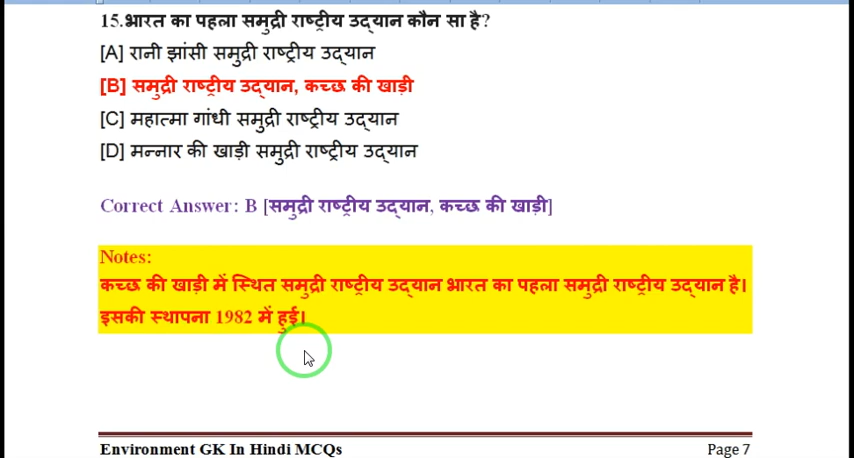 15.भारत का पहला समुद्री राष्ट्रीय उद्यान कौन सा है?
[A] रानी झांसी समुद्री राष्ट्रीय उद्यान
[B] समुद्री राष्ट्रीय उद्यान, कच्छ की खाड़ी
[C] महात्मा गांधी समुद्री राष्ट्रीय उद्यान
[D] मन्नार की खाड़ी समुद्री राष्ट्रीय उद्यान
Correct Answer: B [समुद्री राष्ट्रीय उद्यान, कच्छ की खाड़ी]
Notes:
कच्छ की खाड़ी में स्थित समुद्री राष्ट्रीय उद्यान भारत का पहला समुद्री राष्ट्रीय उद्यान है।
इसकी स्थापना 1982 में हुई।
Environment GK In Hindi MCQs Page 7